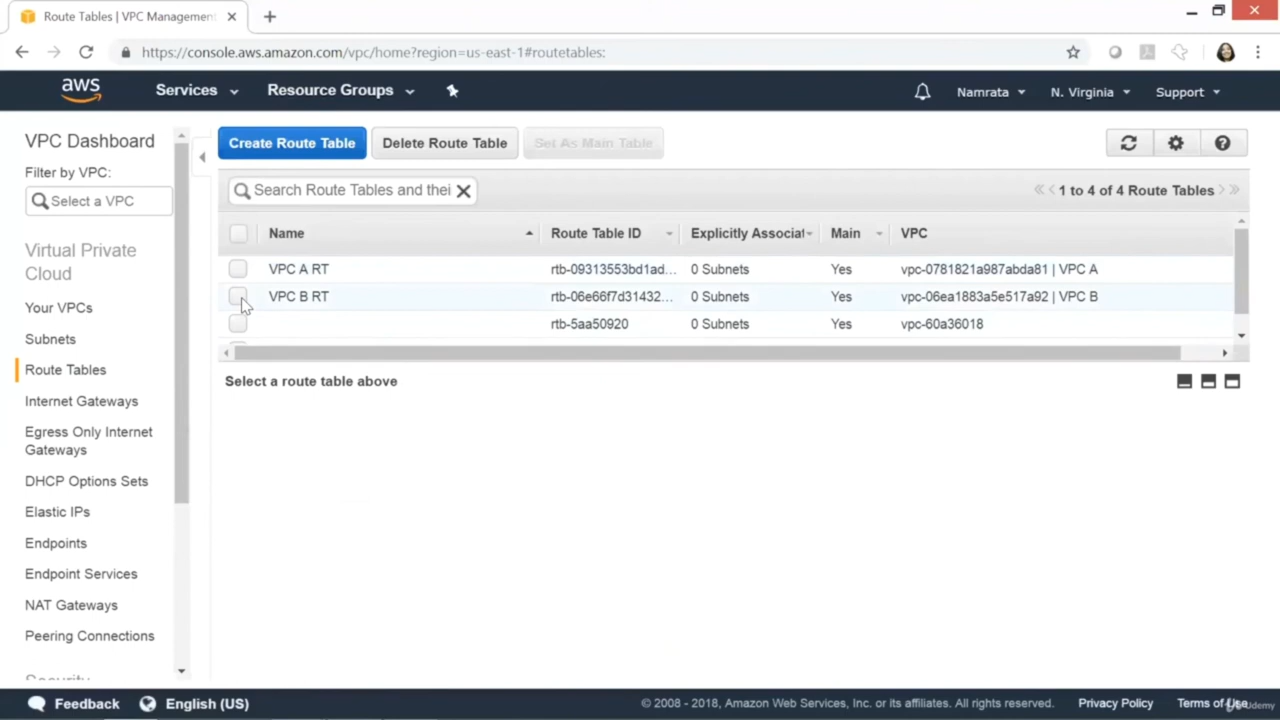 Route Tables | VPC Management
https://console.aws.amazon.com/vpc/home?region=us-east-1#routetables:
aws
Services
Resource Groups
Namrata
N. Virginia
Support
VPC Dashboard
Filter by VPC:
Select a VPC
Virtual Private
Cloud
Your VPCs
Subnets
Route Tables
Internet Gateways
Egress Only Internet
Gateways
DHCP Options Sets
Elastic IPs
Endpoints
Endpoint Services
NAT Gateways
Peering Connections
Security
Create Route Table Delete Route Table Set As Main Table
Search Route Tables and thei
1 to 4 of 4 Route Tables
Name Route Table ID Explicitly Associat Main VPC
VPC A RT rtb-09313553bd1ad... 0 Subnets Yes vpc-0781821a987abda81 | VPC A
VPC B RT rtb-06e66f7d31432... 0 Subnets Yes vpc-06ea1883a5e517a92 | VPC B
rtb-5aa50920 0 Subnets Yes vpc-60a36018
Select a route table above
Feedback English (US)
© 2008 - 2018, Amazon Web Services, Inc. or its affiliates. All rights reserved. Privacy Policy Terms of Use
Udemy